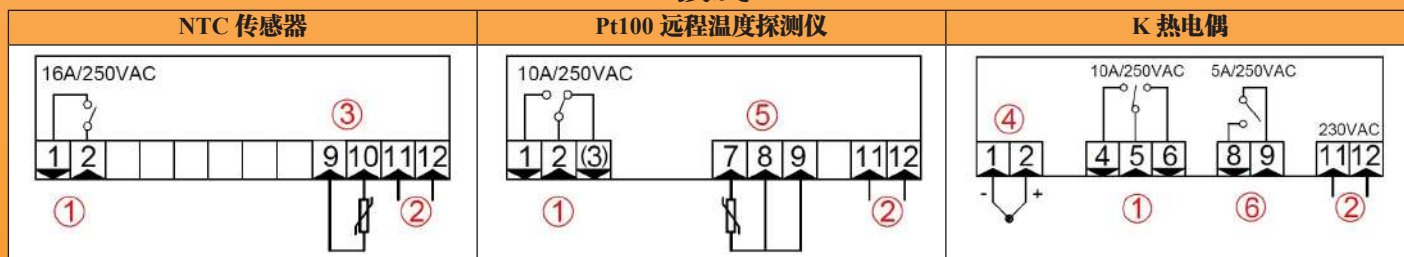 NTC 传感器
Pt100 远程温度探测仪
K 热电偶
16A/250VAC
③
1 2 9 10 11 12
① ②
10A/250VAC
⑤
1 2 (3) 7 8 9 11 12
① ②
10A/250VAC 5A/250VAC
④ 230VAC
1 2 4 5 6 8 9 11 12
- +
① ⑥ ②